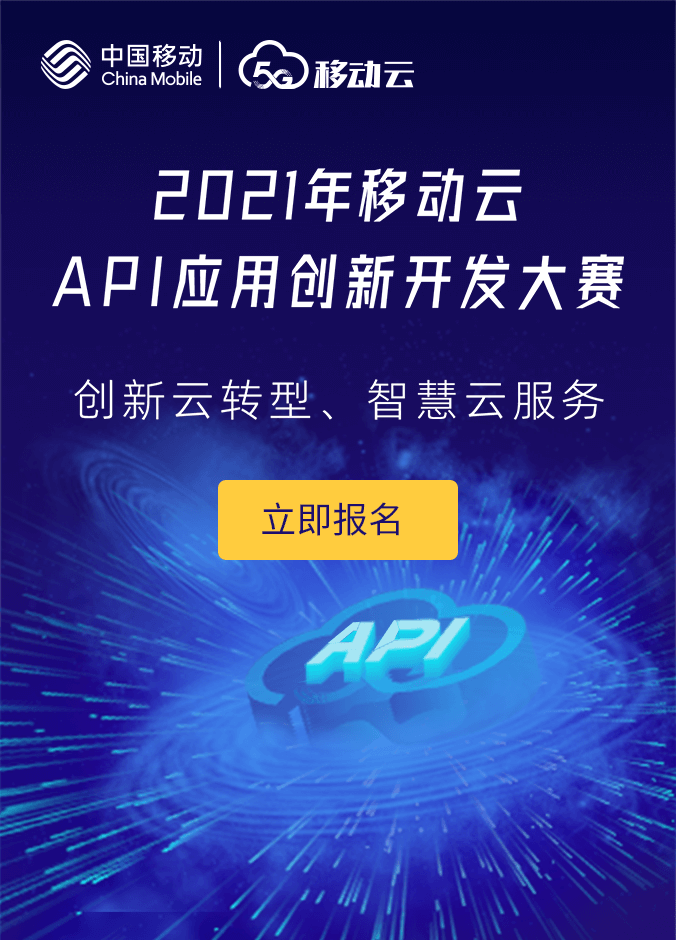 中国移动
China Mobile
5G 移动云
2021年移动云
API应用创新开发大赛
创新云转型、智慧云服务
立即报名
API